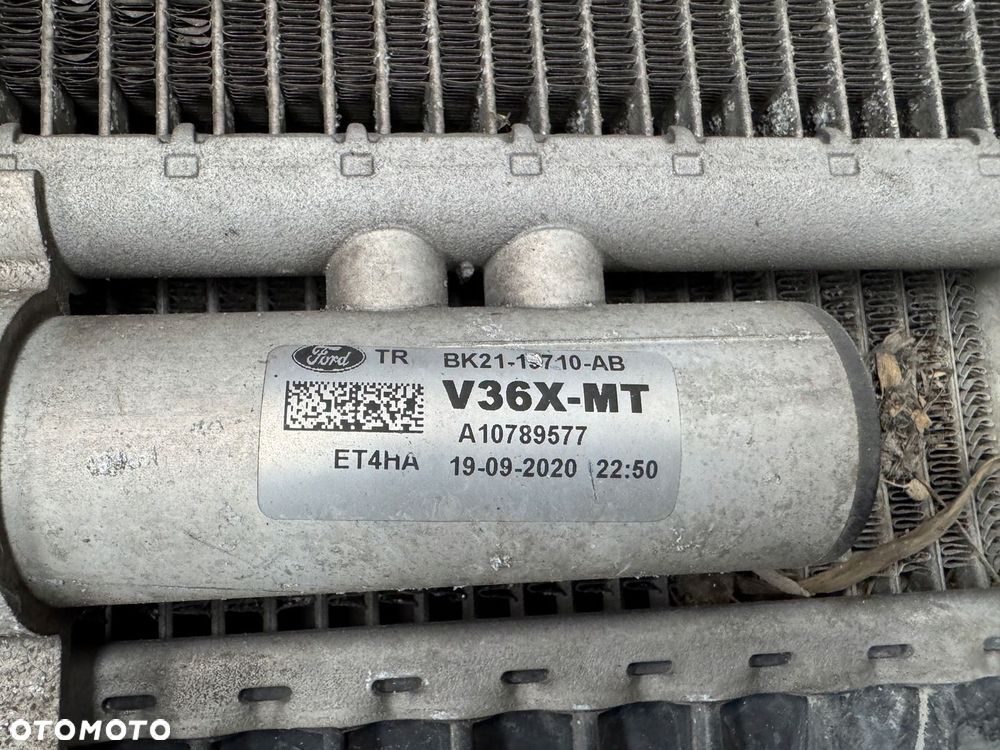 Ford TR BK21-19710-AB
V36X-MT
A10789577
ET4HA 19-09-2020 22:50
OTOMOTO